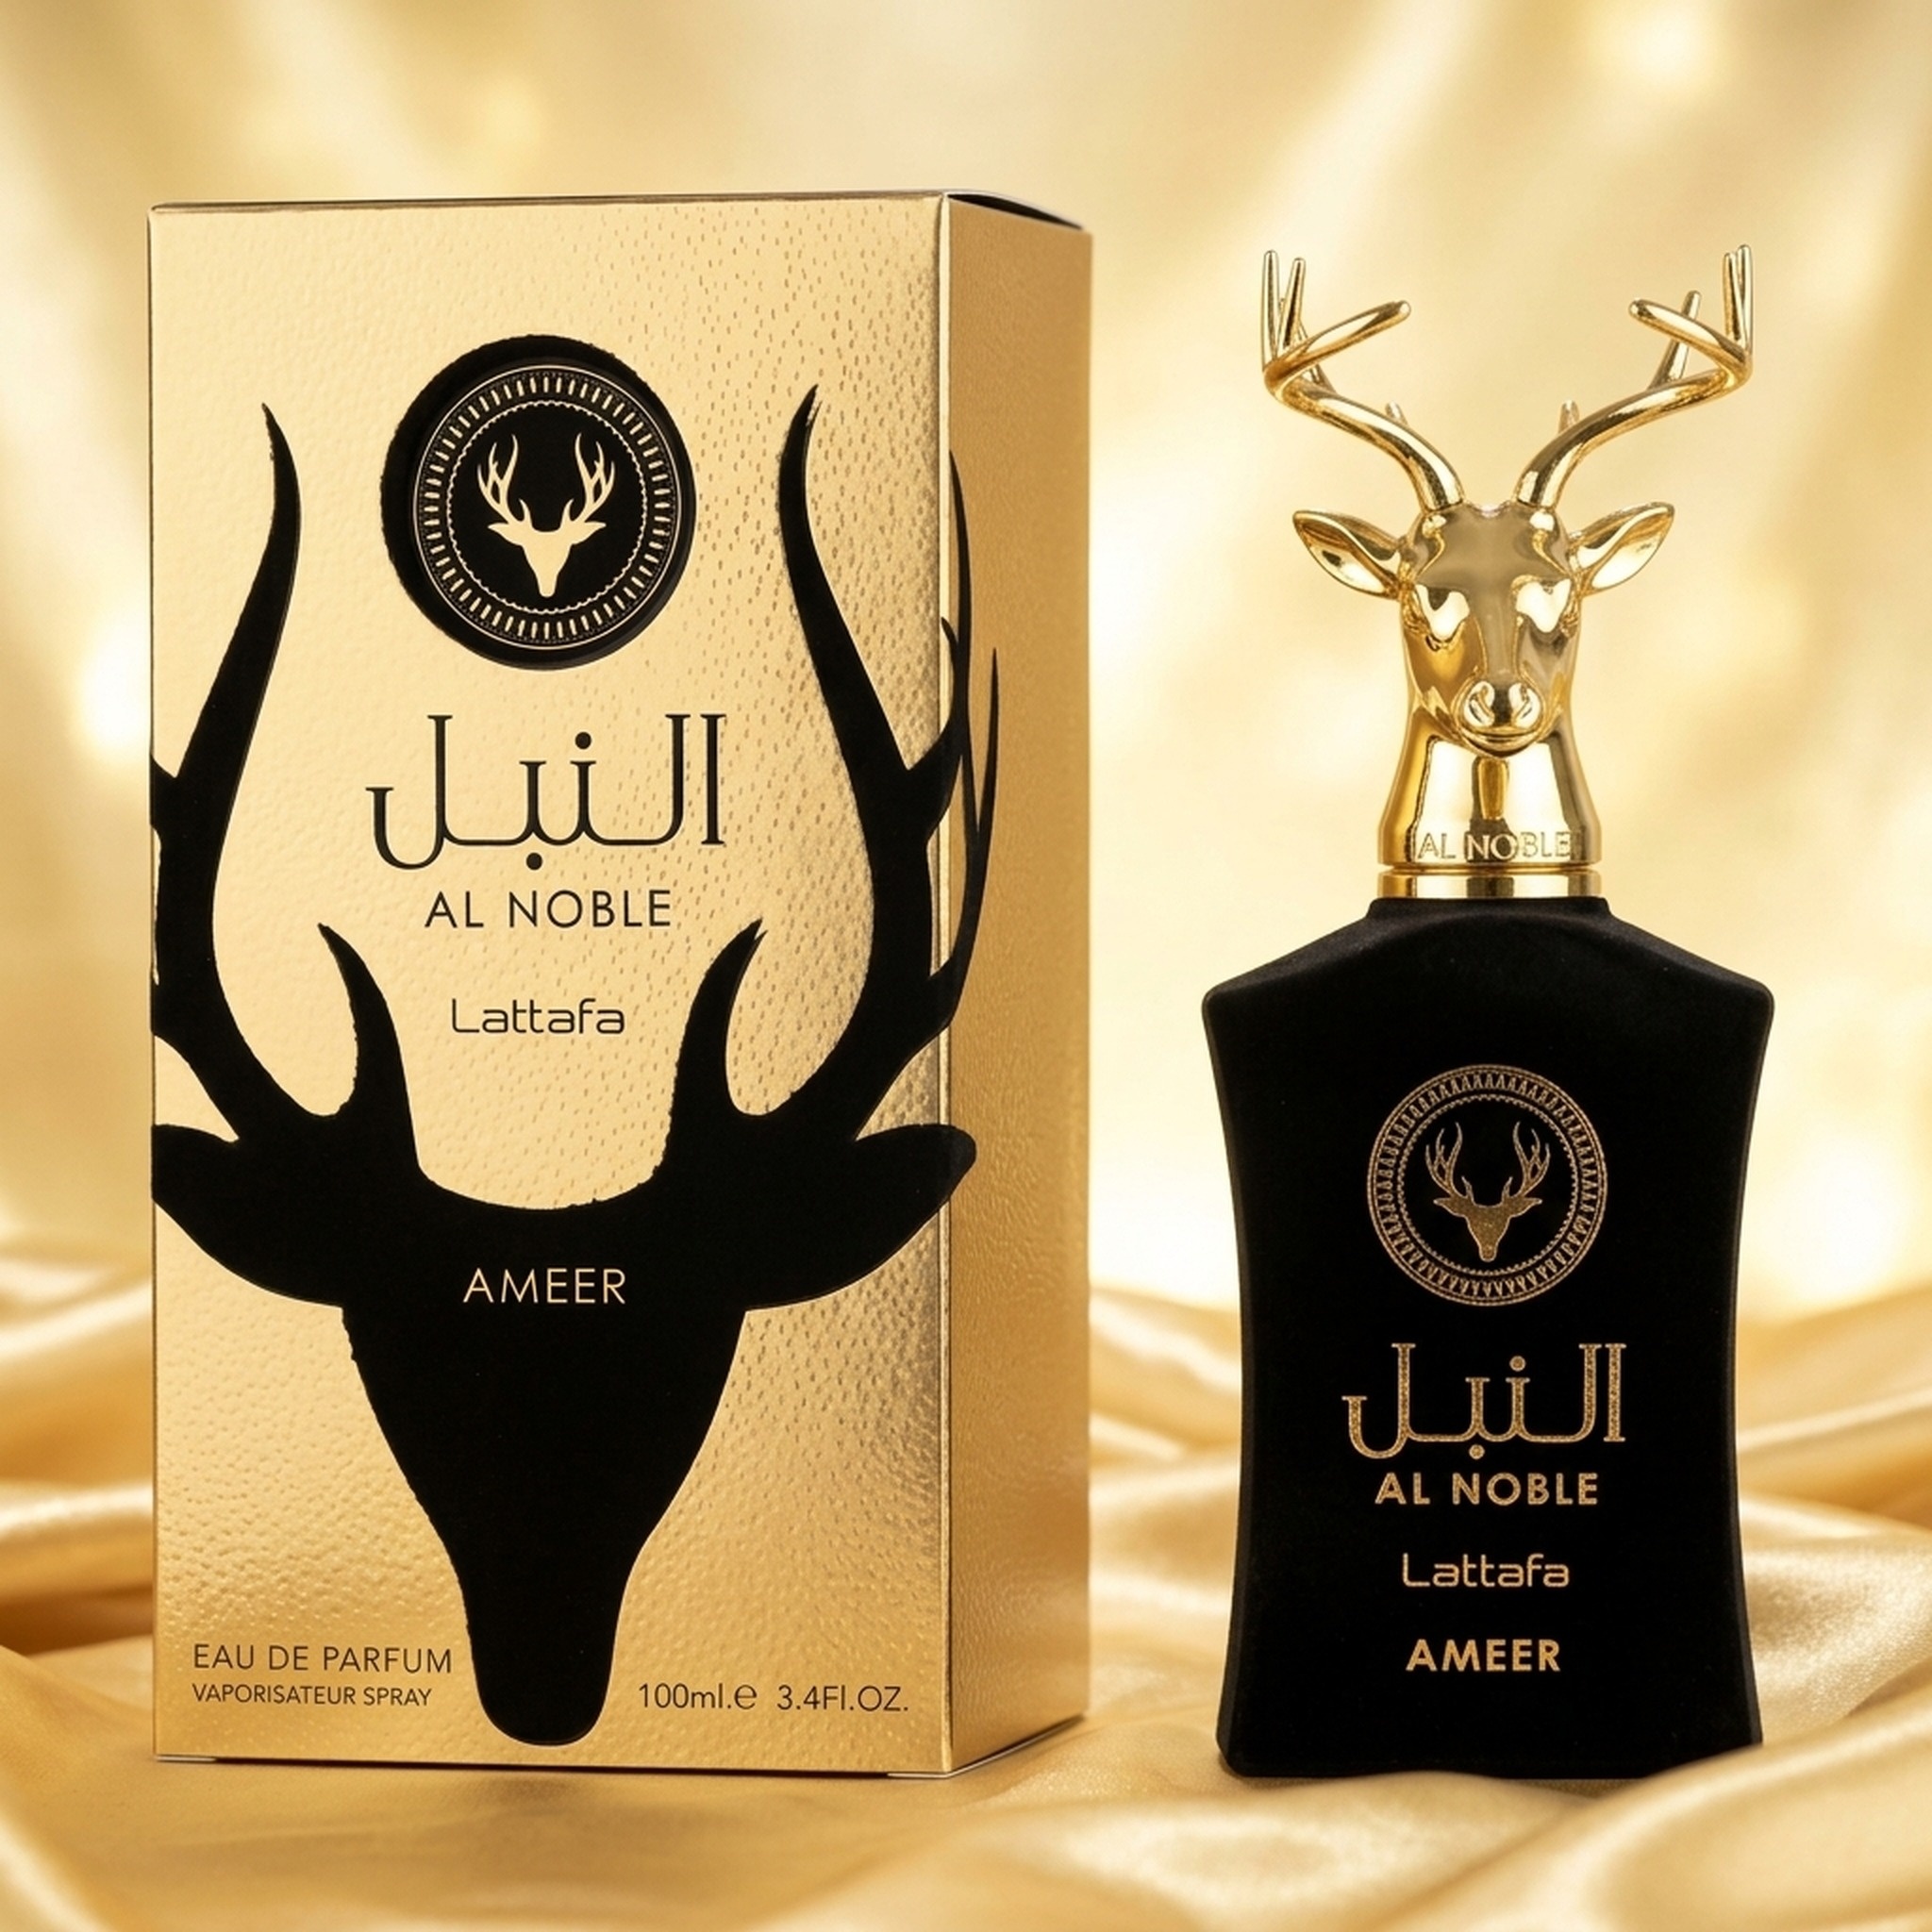 النبل
AL NOBLE
Lattafa
AMEER
EAU DE PARFUM
VAPORISATEUR SPRAY
100ml.e 3.4Fl.OZ.
AL NOBLE
النبل
AL NOBLE
Lattafa
AMEER